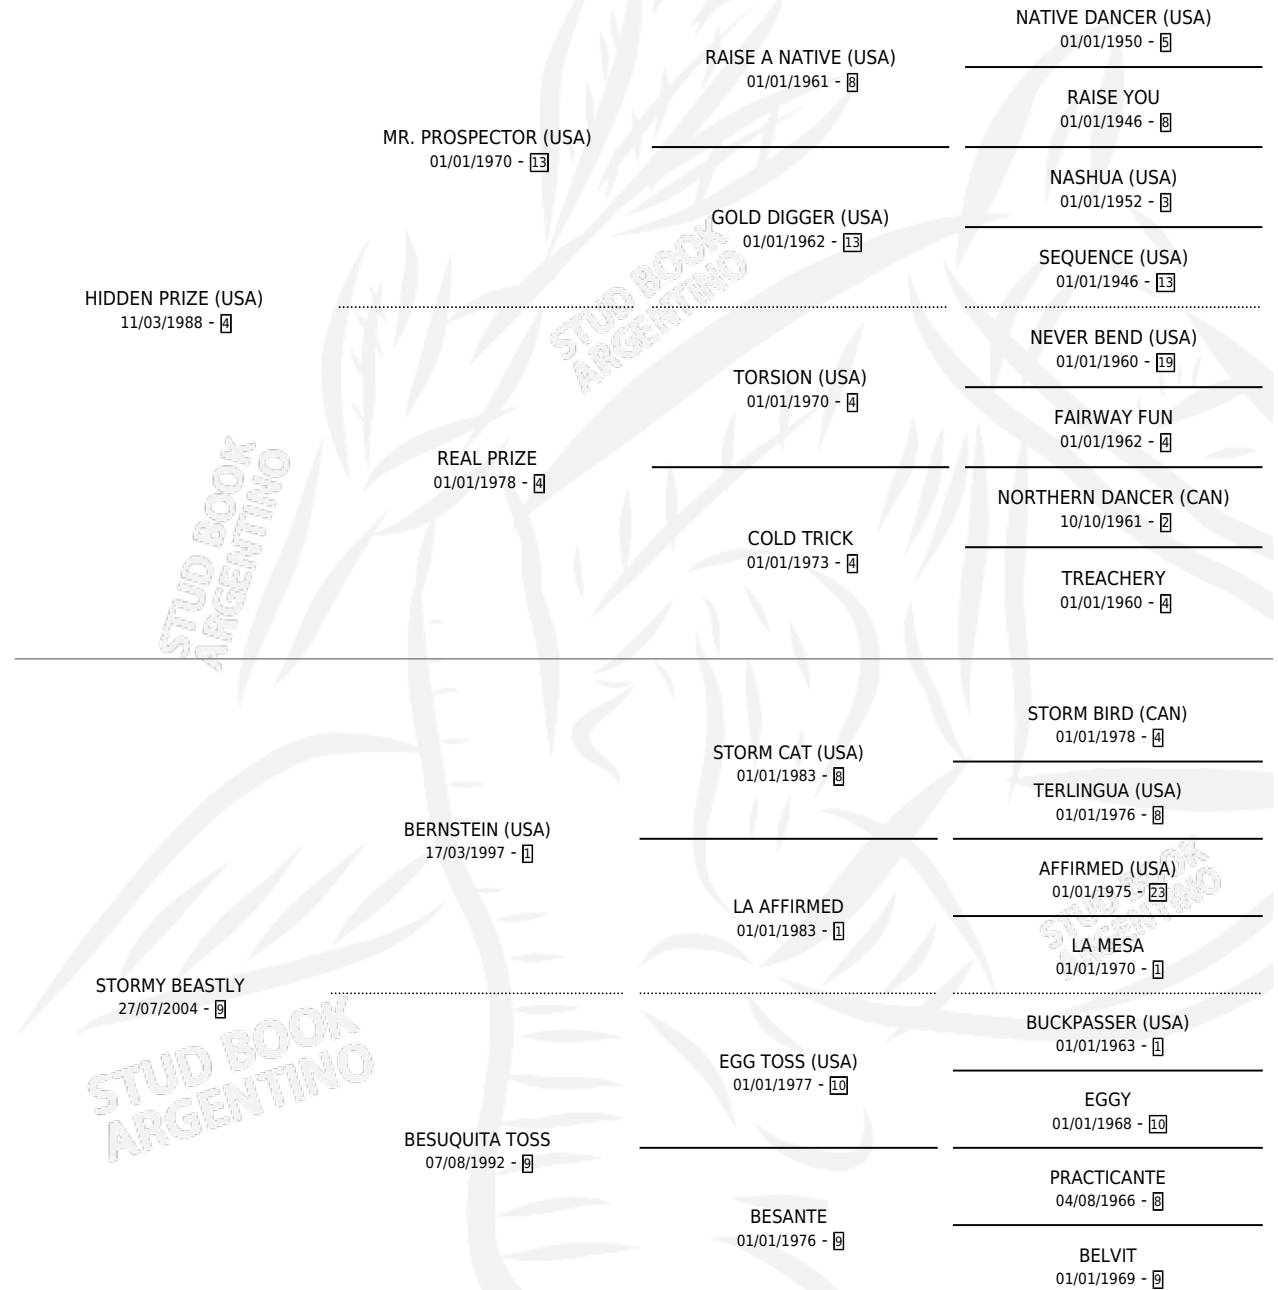 NATIVE DANCER (USA)
01/01/1950 - 5
RAISE A NATIVE (USA)
01/01/1961 - 8
RAISE YOU
01/01/1946 - 8
MR. PROSPECTOR (USA)
01/01/1970 - 13
NASHUA (USA)
01/01/1952 - 3
GOLD DIGGER (USA)
01/01/1962 - 13
SEQUENCE (USA)
01/01/1946 - 13
HIDDEN PRIZE (USA)
11/03/1988 - 4
NEVER BEND (USA)
01/01/1960 - 19
TORSION (USA)
01/01/1970 - 4
FAIRWAY FUN
01/01/1962 - 4
REAL PRIZE
01/01/1978 - 4
NORTHERN DANCER (CAN)
10/10/1961 - 2
COLD TRICK
01/01/1973 - 4
TREACHERY
01/01/1960 - 4
STUD BOOK
ARGENTINO
STUD BOOK
ARGENTINO
STORM BIRD (CAN)
01/01/1978 - 4
STORM CAT (USA)
01/01/1983 - 8
TERLINGUA (USA)
01/01/1976 - 8
BERNSTEIN (USA)
17/03/1997 - 1
AFFIRMED (USA)
01/01/1975 - 23
LA AFFIRMED
01/01/1983 - 1
LA MESA
01/01/1970 - 1
STORMY BEASTLY
27/07/2004 - 9
BUCKPASSER (USA)
01/01/1963 - 1
EGG TOSS (USA)
01/01/1977 - 10
EGGY
01/01/1968 - 10
BESUQUITA TOSS
07/08/1992 - 9
PRACTICANTE
04/08/1966 - 8
BESANTE
01/01/1976 - 9
BELVIT
01/01/1969 - 9
STUD BOOK
ARGENTINO
STUD BOOK
ARGENTINO